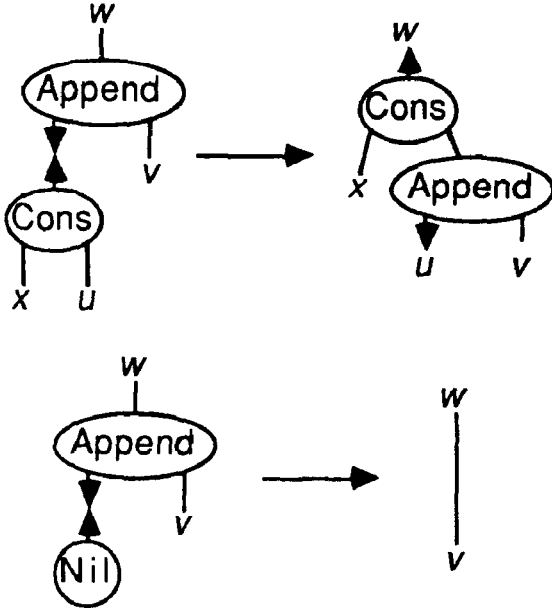 w
Append
v
Cons
x u
w
Cons
x
Append
u v
w
Append
v
Nil
w
v